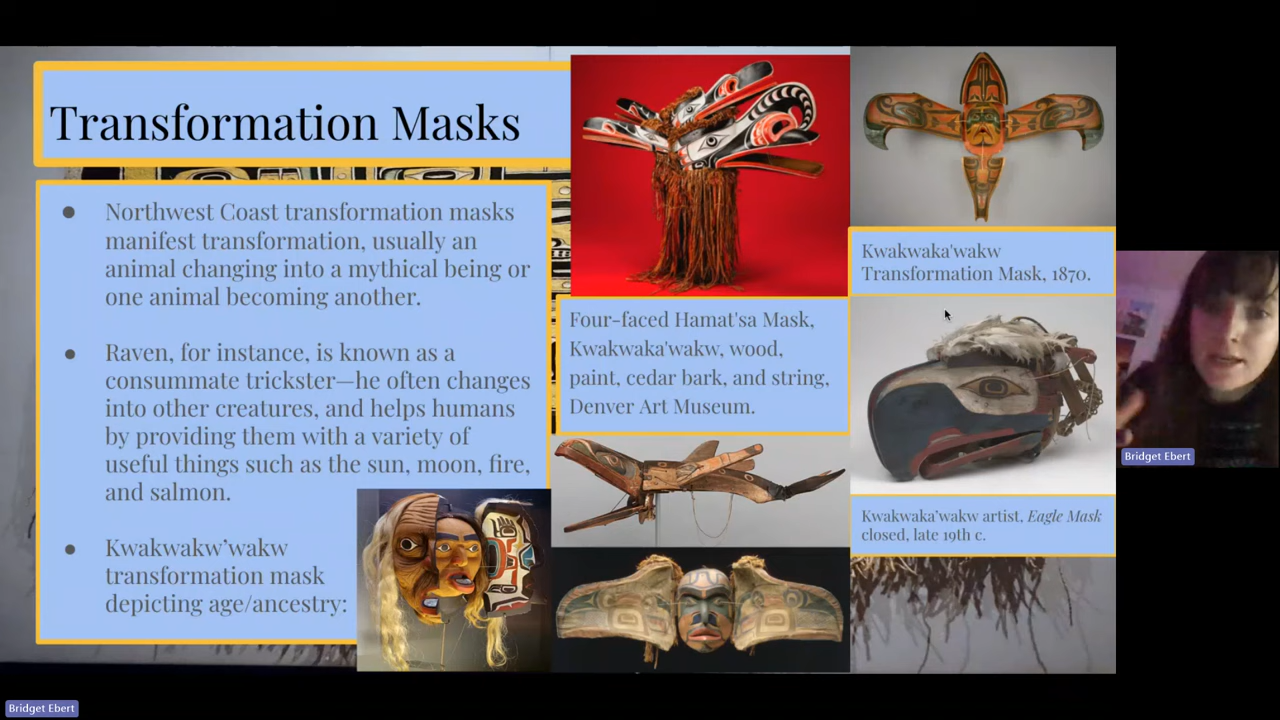 Transformation Masks
● Northwest Coast transformation masks
manifest transformation, usually an
animal changing into a mythical being or
one animal becoming another.
● Raven, for instance, is known as a
consummate trickster—he often changes
into other creatures, and helps humans
by providing them with a variety of
useful things such as the sun, moon, fire,
and salmon.
● Kwakwakw’wakw
transformation mask
depicting age/ancestry:
Four-faced Hamat'sa Mask,
Kwakwaka'wakw, wood,
paint, cedar bark, and string,
Denver Art Museum.
Kwakwaka'wakw
Transformation Mask, 1870.
Kwakwaka’wakw artist, Eagle Mask
closed, late 19th c.
Bridget Ebert
Bridget Ebert